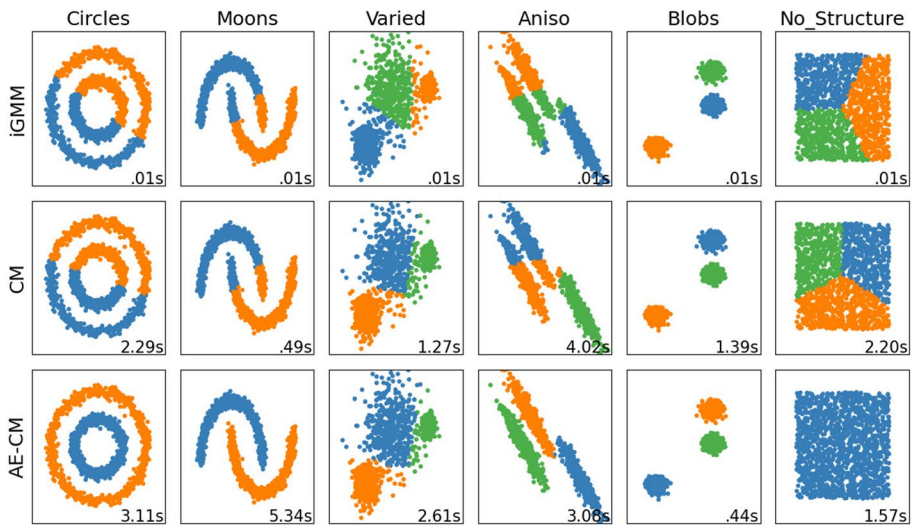 Circles Moons Varied Aniso Blobs No_Structure
iGMM
.01s .01s .01s .01s .01s .01s
CM
2.29s .49s 1.27s 4.02s 1.39s 2.20s
AE-CM
3.11s 5.34s 2.61s 3.08s .44s 1.57s